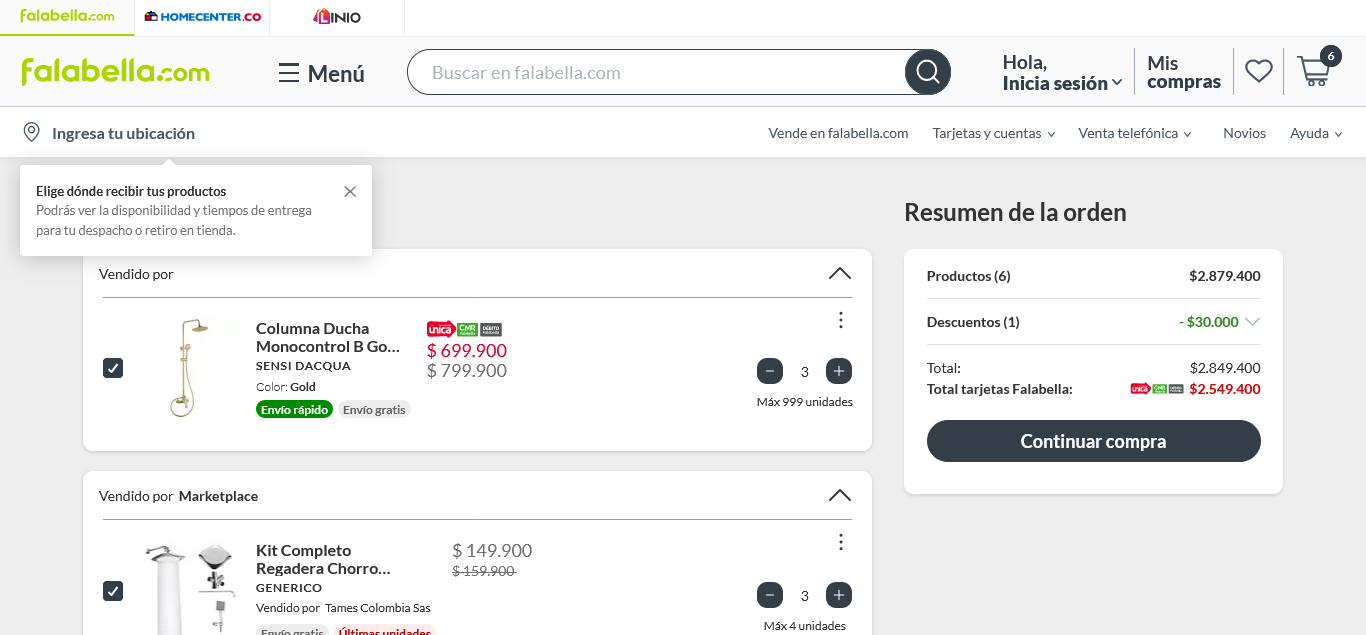 falabella.com
HOMECENTER.CO
LINIO
falabella.com
Menú
Buscar en falabella.com
Hola,
Inicia sesión
Mis
compras
6
Ingresa tu ubicación
Vende en falabella.com
Tarjetas y cuentas
Venta telefónica
Novios
Ayuda
Elige dónde recibir tus productos
Podrás ver la disponibilidad y tiempos de entrega
para tu despacho o retiro en tienda.
Vendido por
Columna Ducha
Monocontrol B Go...
SENSI DACQUA
Color: Gold
Envío rápido Envío gratis
única CMR DÉBITO
$ 699.900
$ 799.900
3
Máx 999 unidades
Vendido por Marketplace
Kit Completo
Regadera Chorro...
GENERICO
Vendido por Tames Colombia Sas
Envío gratis Últimas unidades
$ 149.900
$ 159.900
3
Máx 4 unidades
Resumen de la orden
Productos (6) $2.879.400
Descuentos (1) - $30.000
Total: $2.849.400
Total tarjetas Falabella: única CMR $2.549.400
Continuar compra